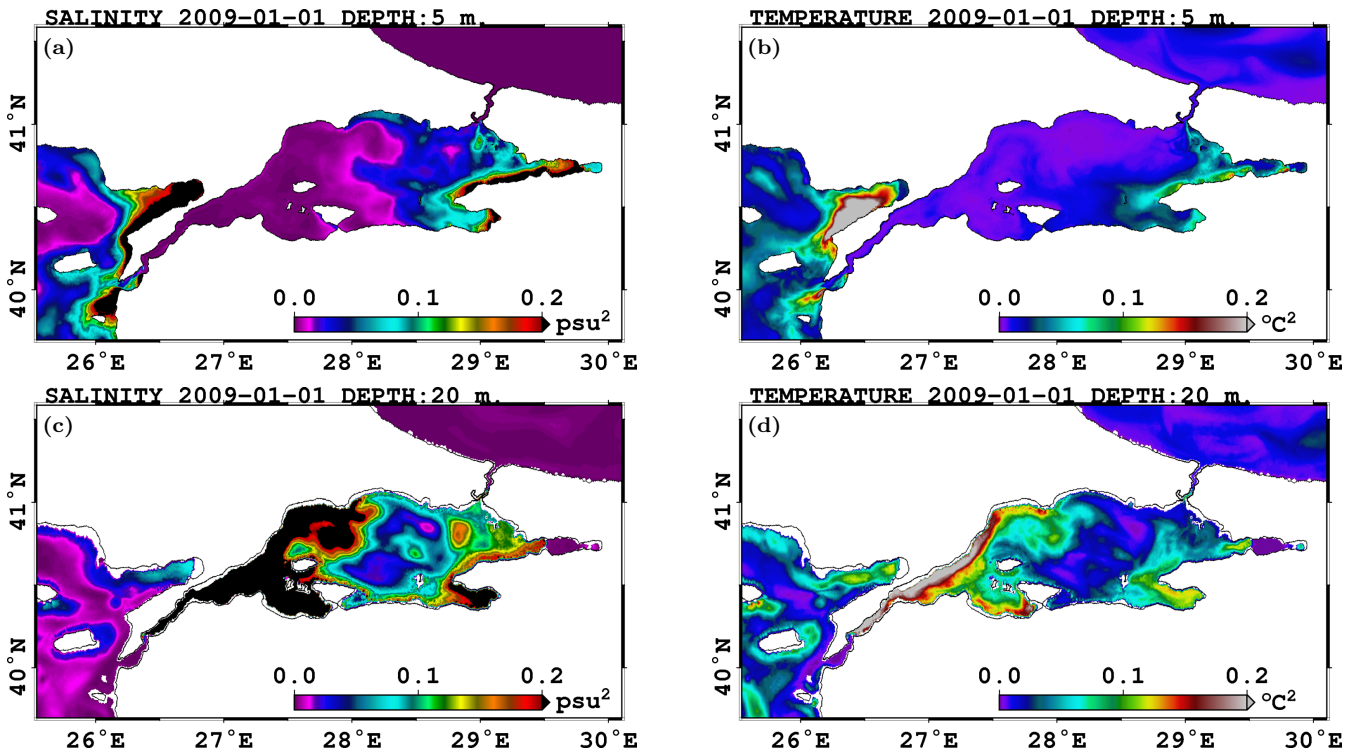 SALINITY 2009-01-01 DEPTH:5 m.
(a)
41°N
40°N
0.0 0.1 0.2
psu²
26°E 27°E 28°E 29°E 30°E
TEMPERATURE 2009-01-01 DEPTH:5 m.
(b)
41°N
40°N
0.0 0.1 0.2
°C²
26°E 27°E 28°E 29°E 30°E
SALINITY 2009-01-01 DEPTH:20 m.
(c)
41°N
40°N
0.0 0.1 0.2
psu²
26°E 27°E 28°E 29°E 30°E
TEMPERATURE 2009-01-01 DEPTH:20 m.
(d)
41°N
40°N
0.0 0.1 0.2
°C²
26°E 27°E 28°E 29°E 30°E